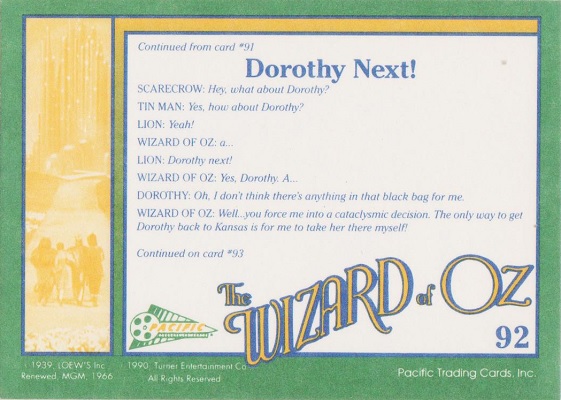 Continued from card #91
Dorothy Next!
SCARECROW: Hey, what about Dorothy?
TIN MAN: Yes, how about Dorothy?
LION: Yeah!
WIZARD OF OZ: a...
LION: Dorothy next!
WIZARD OF OZ: Yes, Dorothy. A...
DOROTHY: Oh, I don't think there's anything in that black bag for me.
WIZARD OF OZ: Well...you force me into a cataclysmic decision. The only way to get
Dorothy back to Kansas is for me to take her there myself!
Continued on card #93
The WIZARD of OZ
92
PACIFIC
1939, LOEW'S Inc.
Renewed, MGM, 1966
1990, Turner Entertainment Co.
All Rights Reserved
Pacific Trading Cards, Inc.